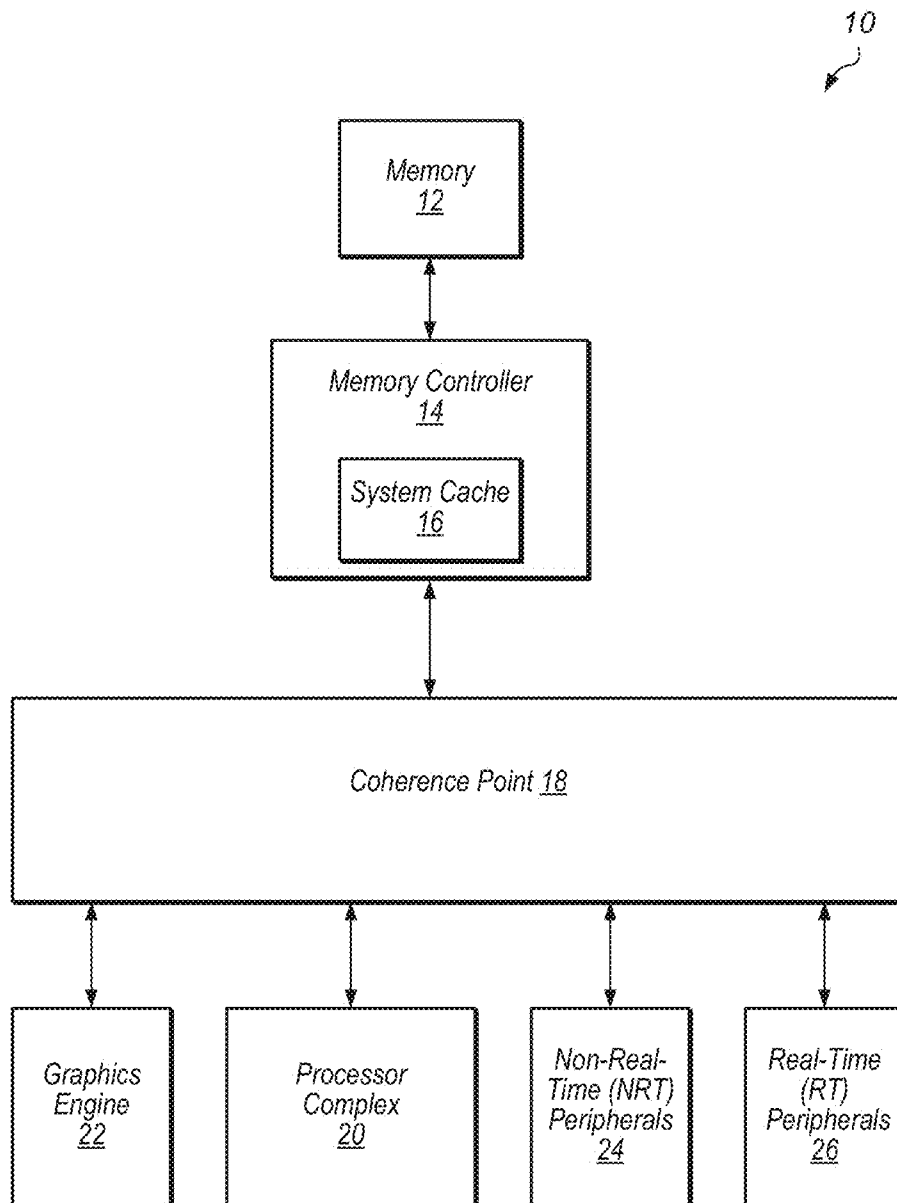 10
Memory
12
Memory Controller
14
System Cache
16
Coherence Point 18
Graphics
Engine
22
Processor
Complex
20
Non-Real-
Time (NRT)
Peripherals
24
Real-Time
(RT)
Peripherals
26